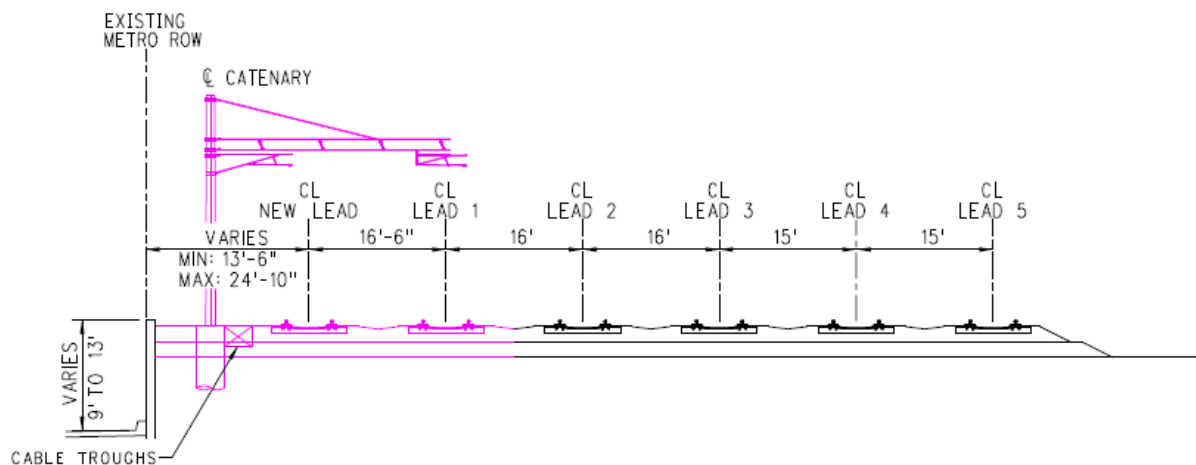 EXISTING
METRO ROW
℄ CATENARY
CL
NEW LEAD
CL
LEAD 1
CL
LEAD 2
CL
LEAD 3
CL
LEAD 4
CL
LEAD 5
VARIES
MIN: 13'-6"
MAX: 24'-10"
16'-6"
16'
16'
15'
15'
VARIES
9' TO 13'
CABLE TROUGHS